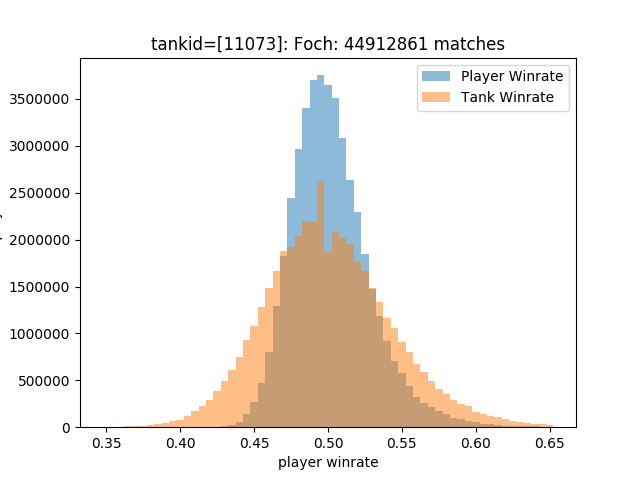 tankid=[11073]: Foch: 44912861 matches
Player Winrate
Tank Winrate
3500000
3000000
2500000
2000000
1500000
1000000
500000
0
0.35 0.40 0.45 0.50 0.55 0.60 0.65
player winrate